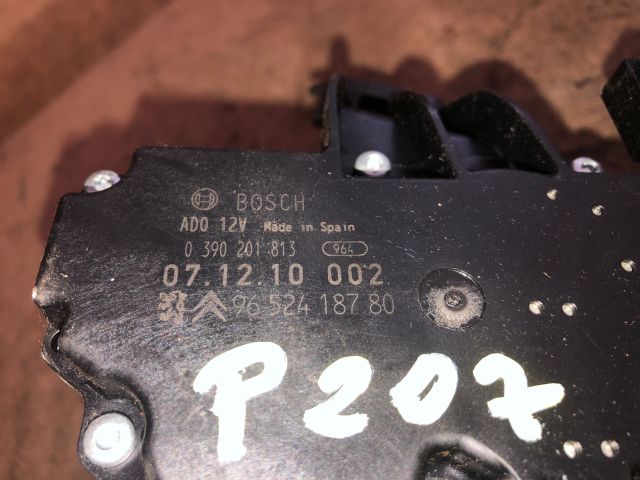 BOSCH
ADO 12V Made in Spain
0 390 201 813 964
07.12.10 002
96 524 187 80
P207